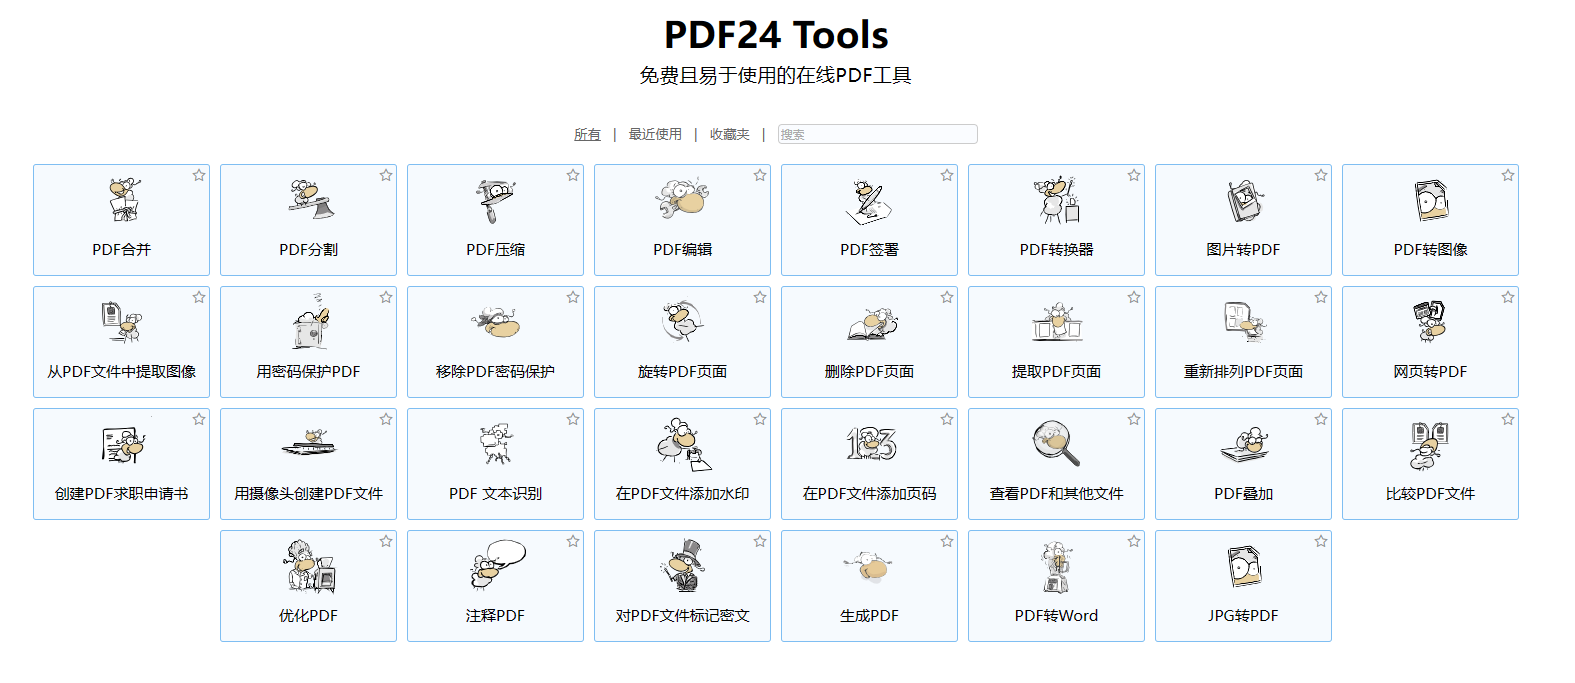 PDF24 Tools
免费且易于使用的在线PDF工具
所有 | 最近使用 | 收藏夹 | 搜索
PDF合并 PDF分割 PDF压缩 PDF编辑 PDF签署 PDF转换器 图片转PDF PDF转图像
从PDF文件中提取图像 用密码保护PDF 移除PDF密码保护 旋转PDF页面 删除PDF页面 提取PDF页面 重新排列PDF页面 网页转PDF
123
创建PDF求职申请书 用摄像头创建PDF文件 PDF 文本识别 在PDF文件添加水印 在PDF文件添加页码 查看PDF和其他文件 PDF叠加 比较PDF文件
优化PDF 注释PDF 对PDF文件标记密文 生成PDF PDF转Word JPG转PDF